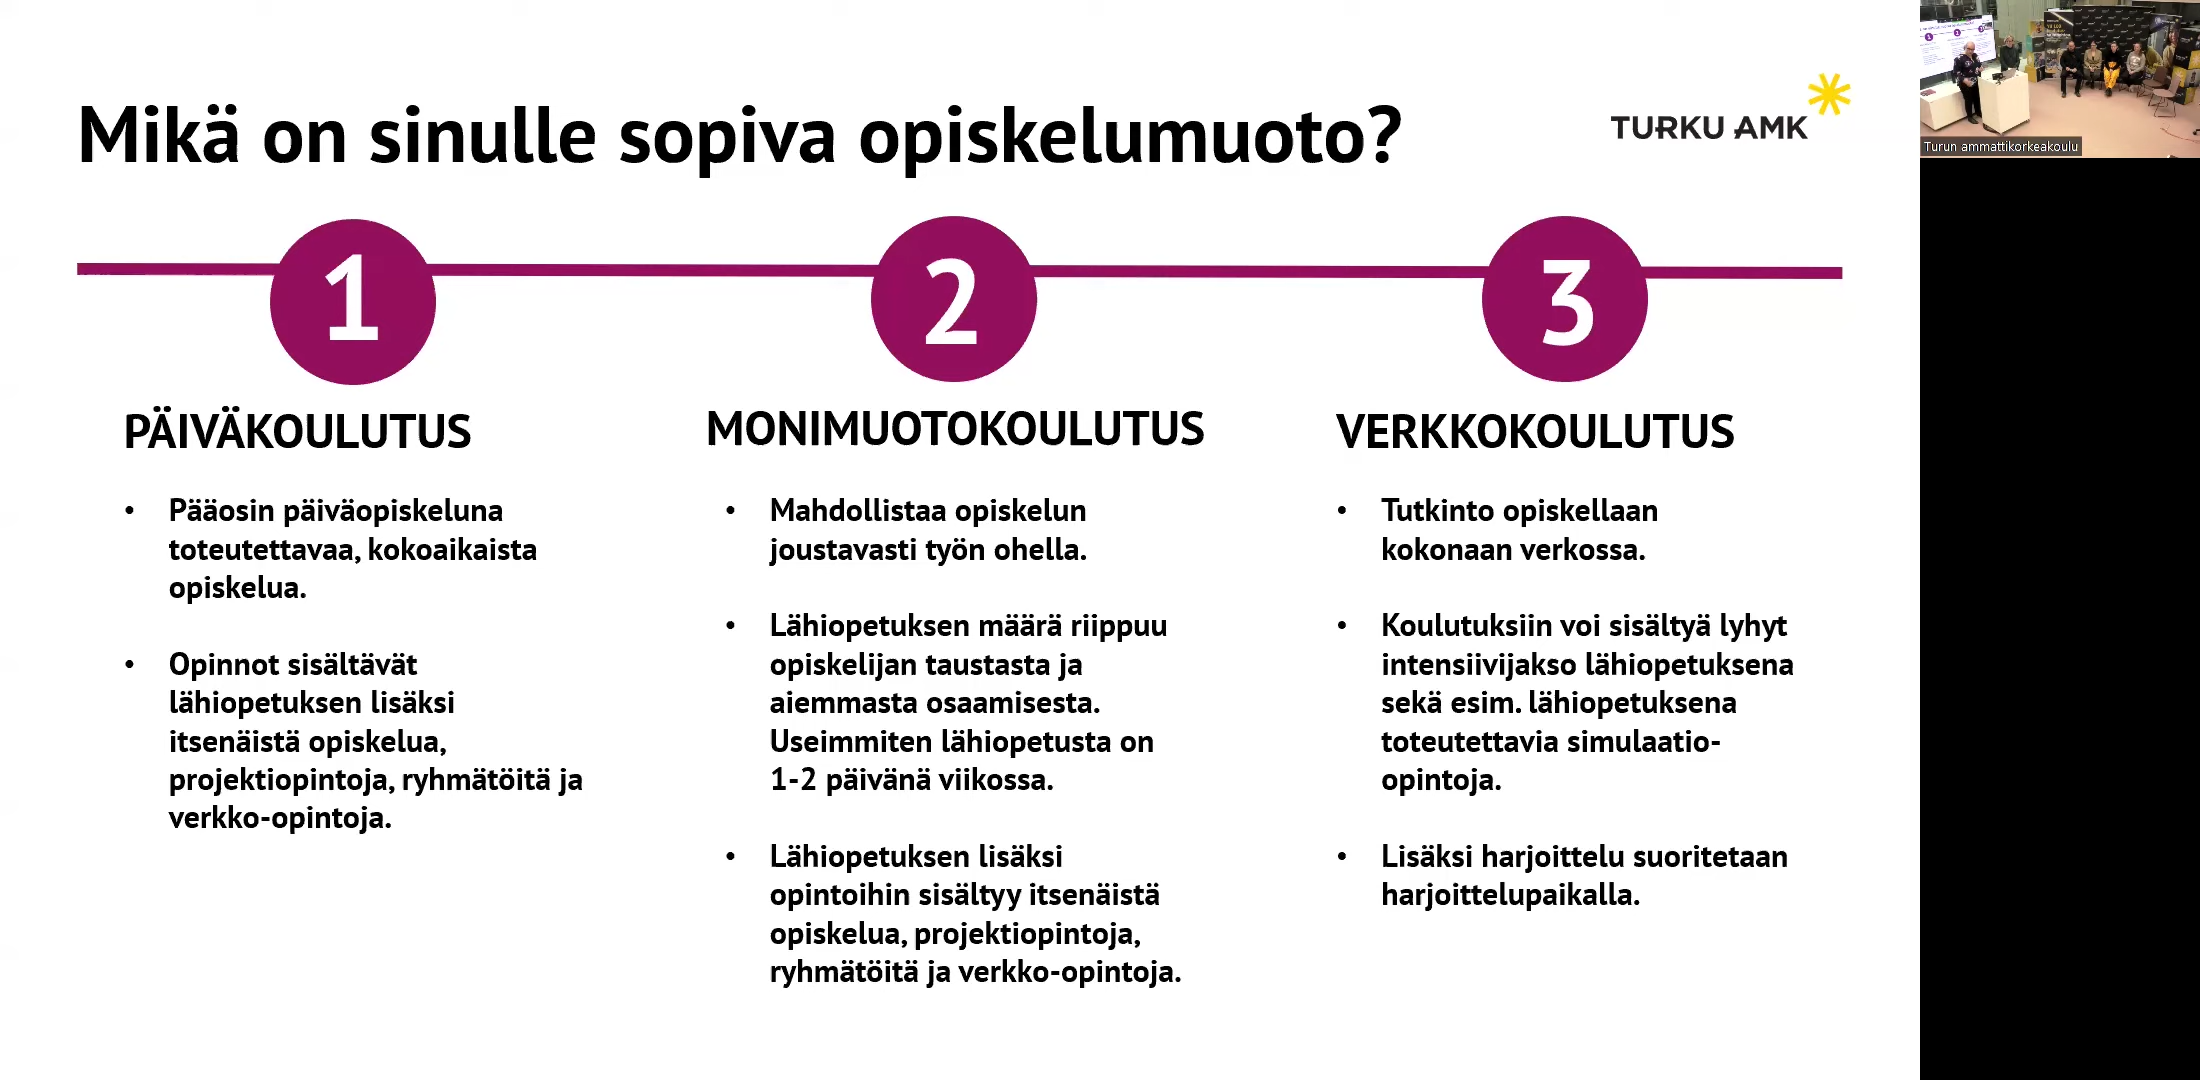 Mikä on sinulle sopiva opiskelumuoto?
TURKU AMK
Turun ammattikorkeakoulu
1
2
3
PÄIVÄKOULUTUS
• Pääosin päiväopiskeluna
toteutettavaa, kokoaikaista
opiskelua.
• Opinnot sisältävät
lähiopetuksen lisäksi
itsenäistä opiskelua,
projektiopintoja, ryhmätöitä ja
verkko-opintoja.
MONIMUOTOKOULUTUS
• Mahdollistaa opiskelun
joustavasti työn ohella.
• Lähiopetuksen määrä riippuu
opiskelijan taustasta ja
aiemmasta osaamisesta.
Useimmiten lähiopetusta on
1-2 päivänä viikossa.
• Lähiopetuksen lisäksi
opintoihin sisältyy itsenäistä
opiskelua, projektiopintoja,
ryhmätöitä ja verkko-opintoja.
VERKKOKOULUTUS
• Tutkinto opiskellaan
kokonaan verkossa.
• Koulutuksiin voi sisältyä lyhyt
intensiivijakso lähiopetuksena
sekä esim. lähiopetuksena
toteutettavia simulaatio-
opintoja.
• Lisäksi harjoittelu suoritetaan
harjoittelupaikalla.